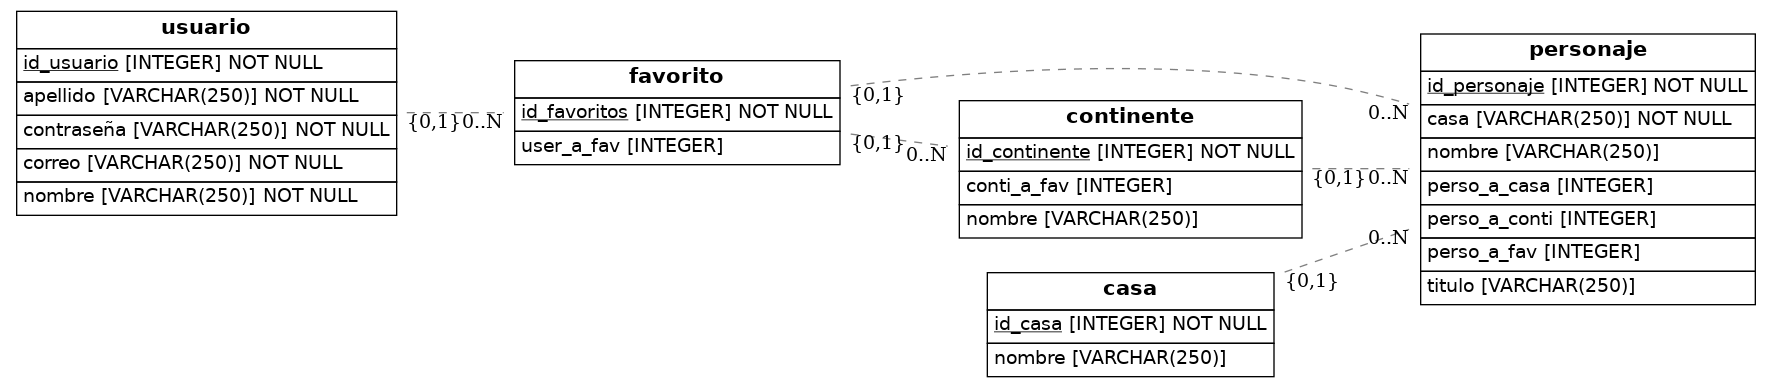 usuario
id_usuario [INTEGER] NOT NULL
apellido [VARCHAR(250)] NOT NULL
contraseña [VARCHAR(250)] NOT NULL
correo [VARCHAR(250)] NOT NULL
nombre [VARCHAR(250)] NOT NULL
{0,1}
0..N
favorito
id_favoritos [INTEGER] NOT NULL
user_a_fav [INTEGER]
{0,1}
0..N
{0,1}
0..N
continente
id_continente [INTEGER] NOT NULL
conti_a_fav [INTEGER]
nombre [VARCHAR(250)]
{0,1}
0..N
casa
id_casa [INTEGER] NOT NULL
nombre [VARCHAR(250)]
{0,1}
0..N
personaje
id_personaje [INTEGER] NOT NULL
casa [VARCHAR(250)] NOT NULL
nombre [VARCHAR(250)]
perso_a_casa [INTEGER]
perso_a_conti [INTEGER]
perso_a_fav [INTEGER]
titulo [VARCHAR(250)]